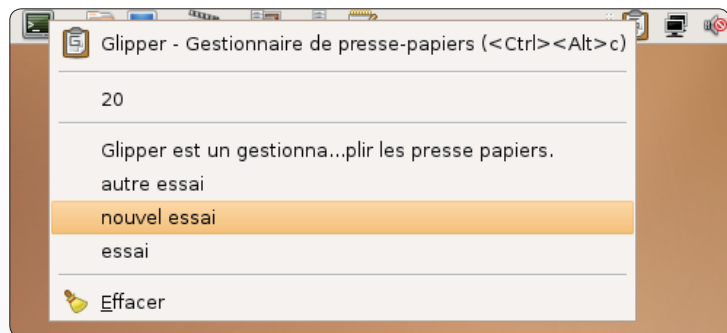 Glipper - Gestionnaire de presse-papiers (<Ctrl><Alt>c)
20
Glipper est un gestionna...plir les presse papiers.
autre essai
nouvel essai
essai
Effacer